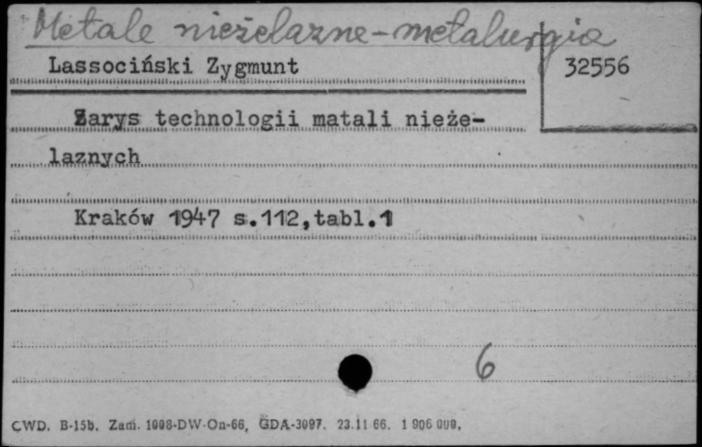 Metale nieżelazne-metalurgia
Lassociński Zygmunt
32556
Zarys technologii matali nieże-
laznych
Kraków 1947 s.112,tabl.1
6
CWD. B-15b. Zam. 1098-DW-On-66, GDA-3097. 23.11 66. 1 906 000.